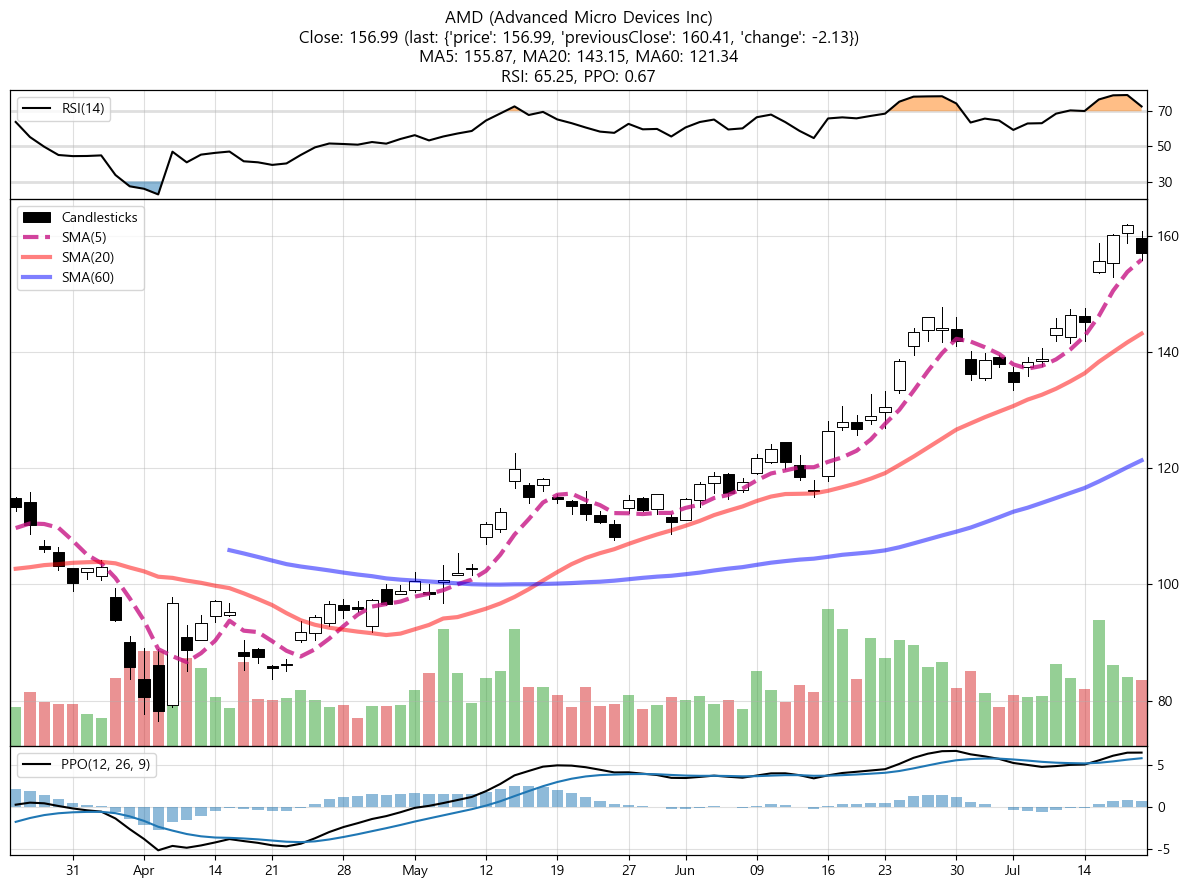 AMD (Advanced Micro Devices Inc)
Close: 156.99 (last: {'price': 156.99, 'previousClose': 160.41, 'change': -2.13})
MA5: 155.87, MA20: 143.15, MA60: 121.34
RSI: 65.25, PPO: 0.67
RSI(14)
70
50
30
Candlesticks
SMA(5)
SMA(20)
SMA(60)
160
140
120
100
80
PPO(12, 26, 9)
5
0
-5
31 Apr 14 21 28 May 12 19 27 Jun 09 16 23 30 Jul 14